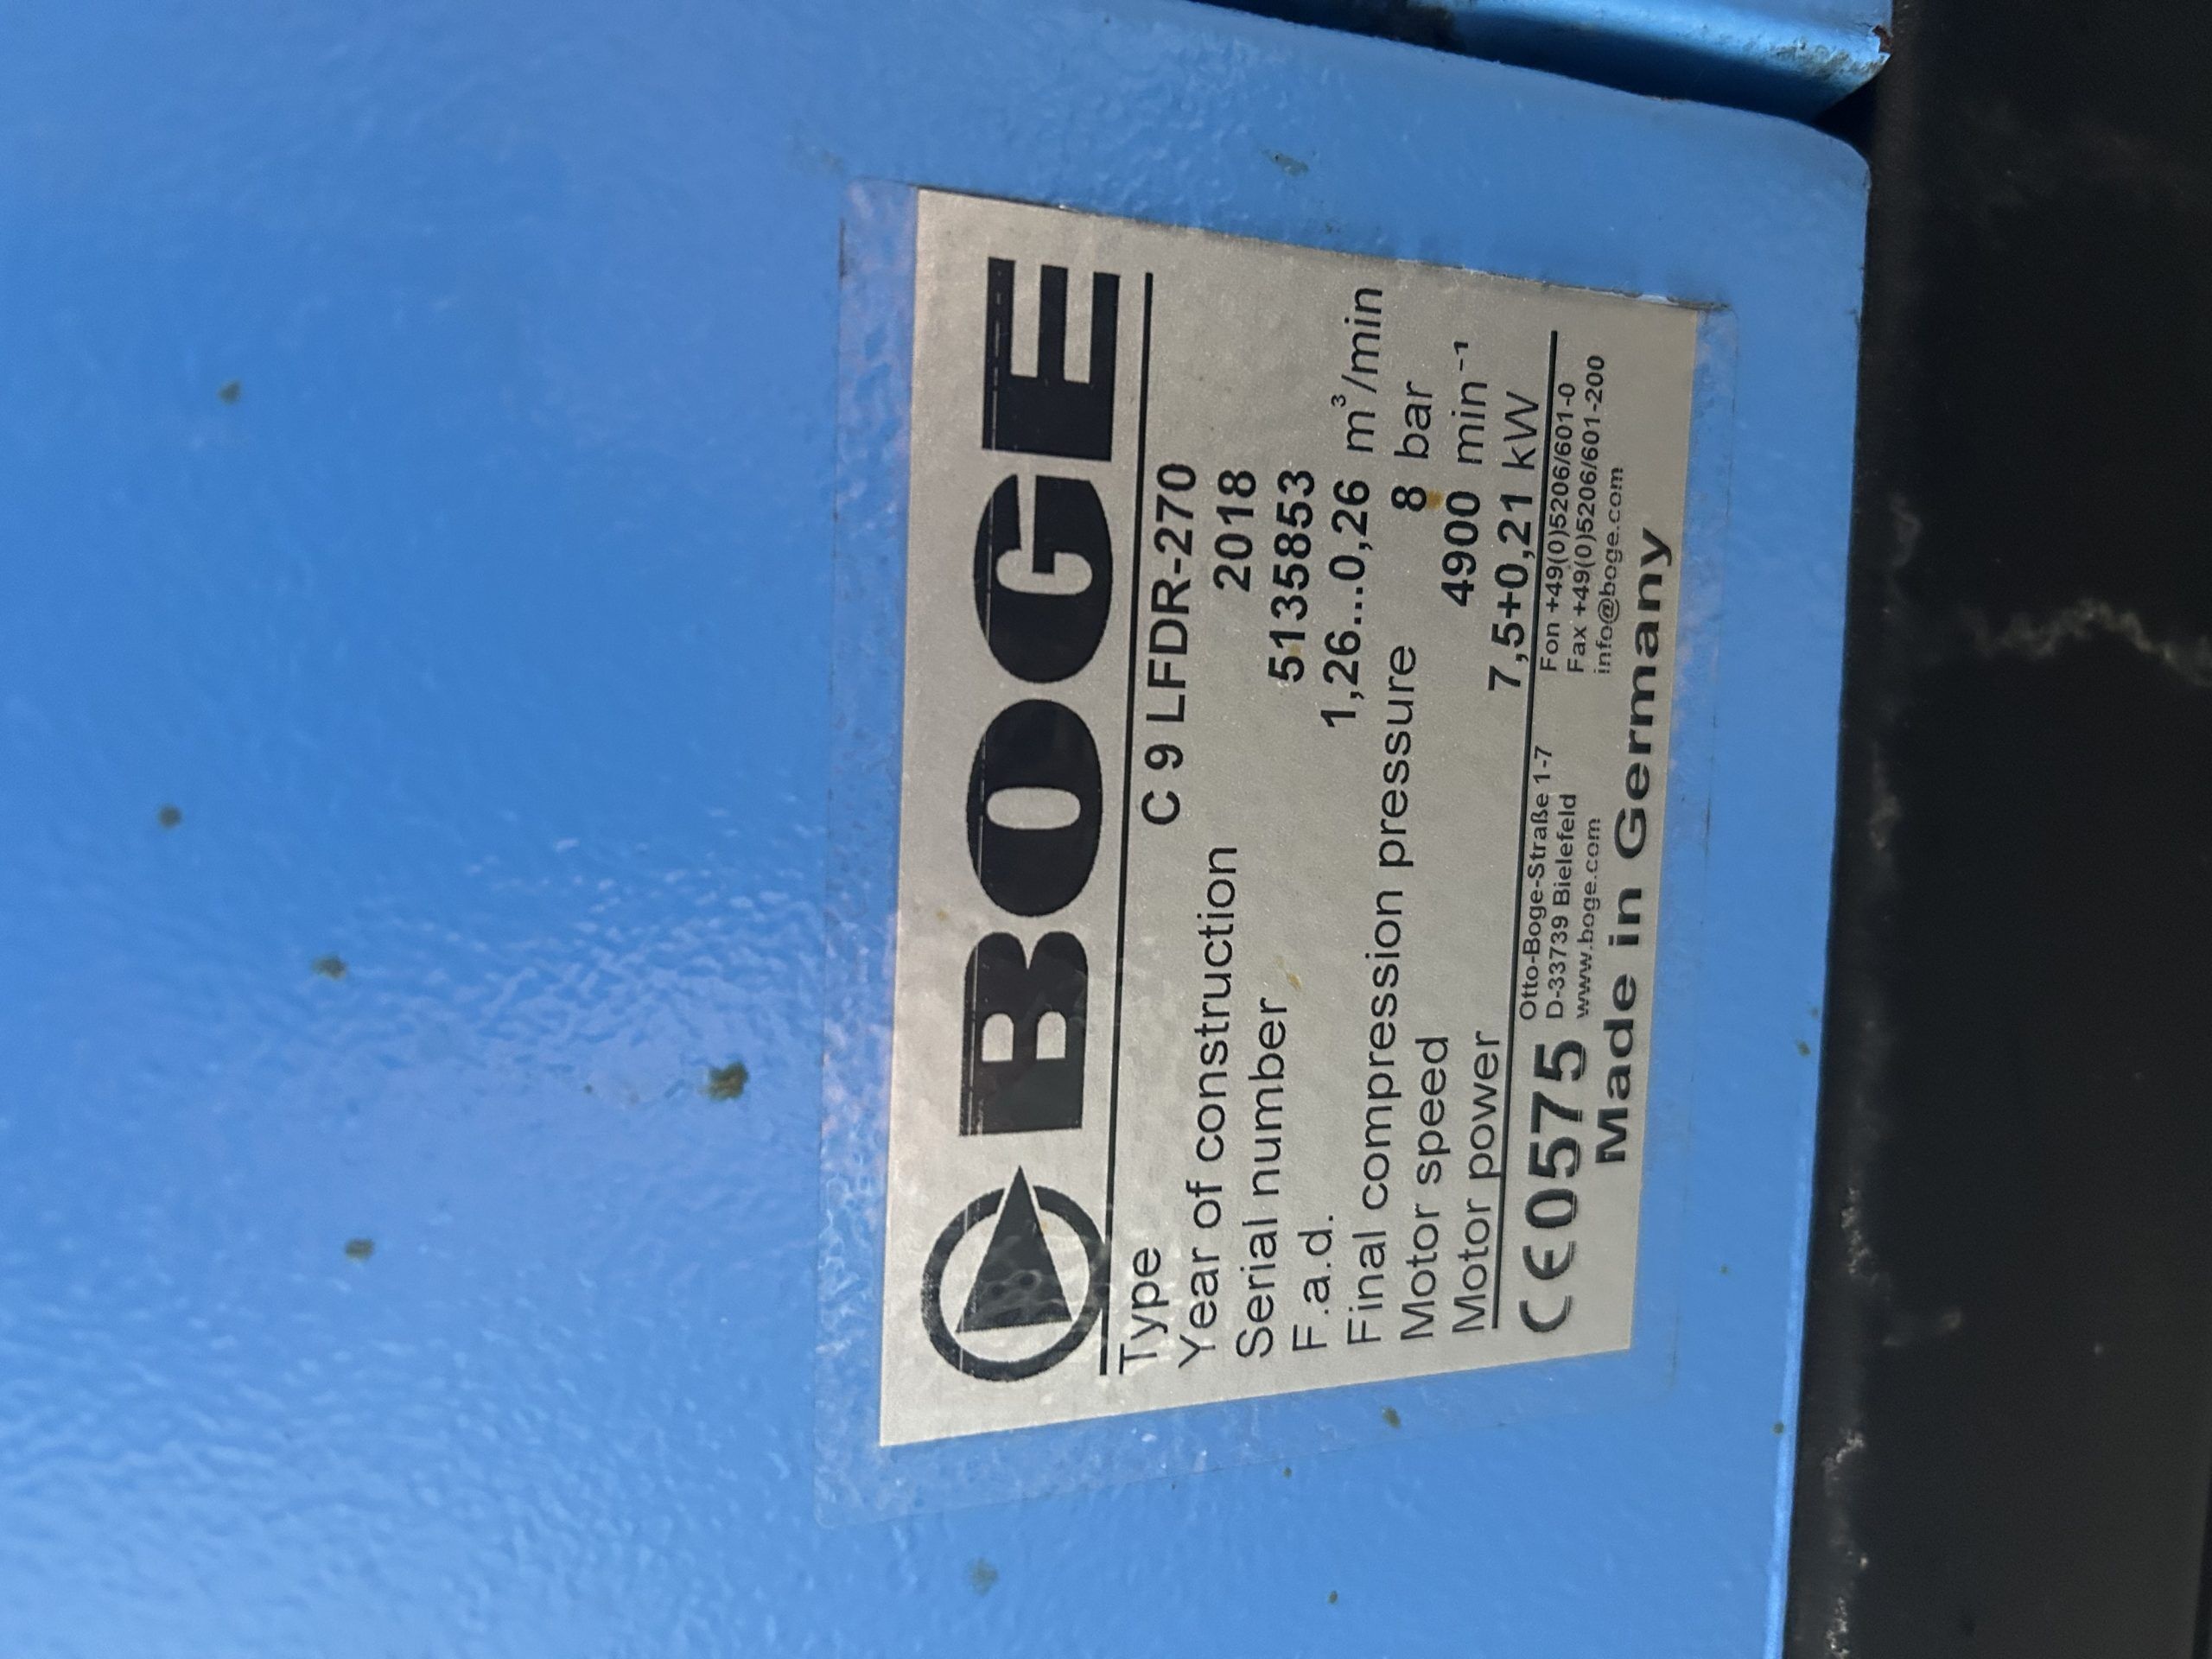 BOGE
Type C 9 LFDR-270
Year of construction 2018
Serial number 5135853
F.a.d. 1,26...0,26 m³/min
Final compression pressure 8 bar
Motor speed 4900 min⁻¹
Motor power 7,5+0,21 kW
CE0575
Otto-Boge-Straße 1-7 Fon +49(0)5206/601-0
D-33739 Bielefeld Fax +49(0)5206/601-200
www.boge.com info@boge.com
Made in Germany